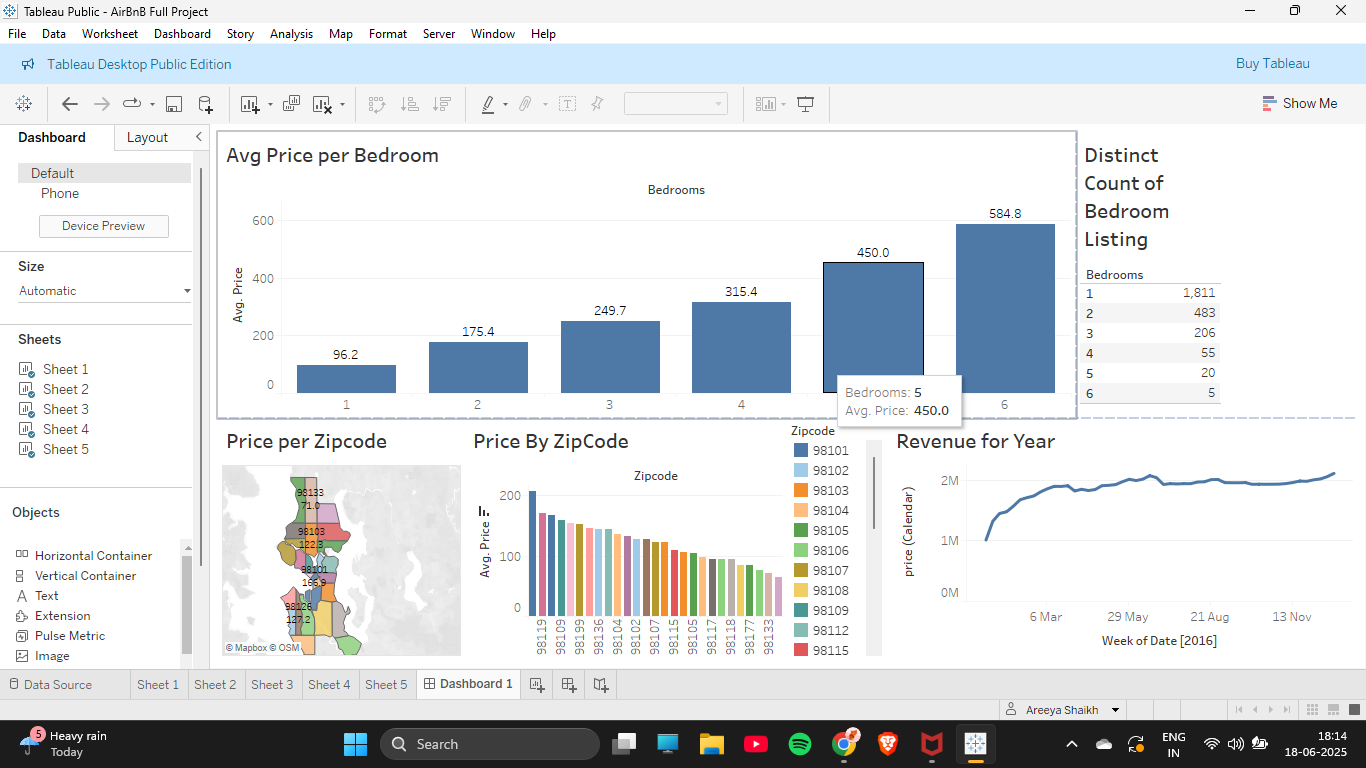 Tableau Public - AirBnB Full Project
File Data Worksheet Dashboard Story Analysis Map Format Server Window Help
Tableau Desktop Public Edition
Buy Tableau
Show Me
Dashboard
Layout
Default
Phone
Device Preview
Size
Automatic
Sheets
Sheet 1
Sheet 2
Sheet 3
Sheet 4
Sheet 5
Objects
Horizontal Container
Vertical Container
Text
Extension
Pulse Metric
Image
Avg Price per Bedroom
Bedrooms
Avg. Price
600
400
200
0
96.2
175.4
249.7
315.4
450.0
584.8
1 2 3 4 6
Bedrooms: 5
Avg. Price: 450.0
Distinct
Count of
Bedroom
Listing
Bedrooms
1 1,811
2 483
3 206
4 55
5 20
6 5
Price per Zipcode
98133
71.0
98103
122.3
98101
98126
127.2
© Mapbox © OSM
Price By ZipCode
Zipcode
Avg. Price
200
100
0
98119 98109 98199 98136 98104 98102 98107 98115 98105 98117 98118 98177 98133
Zipcode
98101
98102
98103
98104
98105
98106
98107
98108
98109
98112
98115
Revenue for Year
price (Calendar)
2M
1M
0M
6 Mar 29 May 21 Aug 13 Nov
Week of Date [2016]
Data Source Sheet 1 Sheet 2 Sheet 3 Sheet 4 Sheet 5 Dashboard 1
Areeya Shaikh
5
Heavy rain
Today
Search
ENG
IN
18:14
18-06-2025